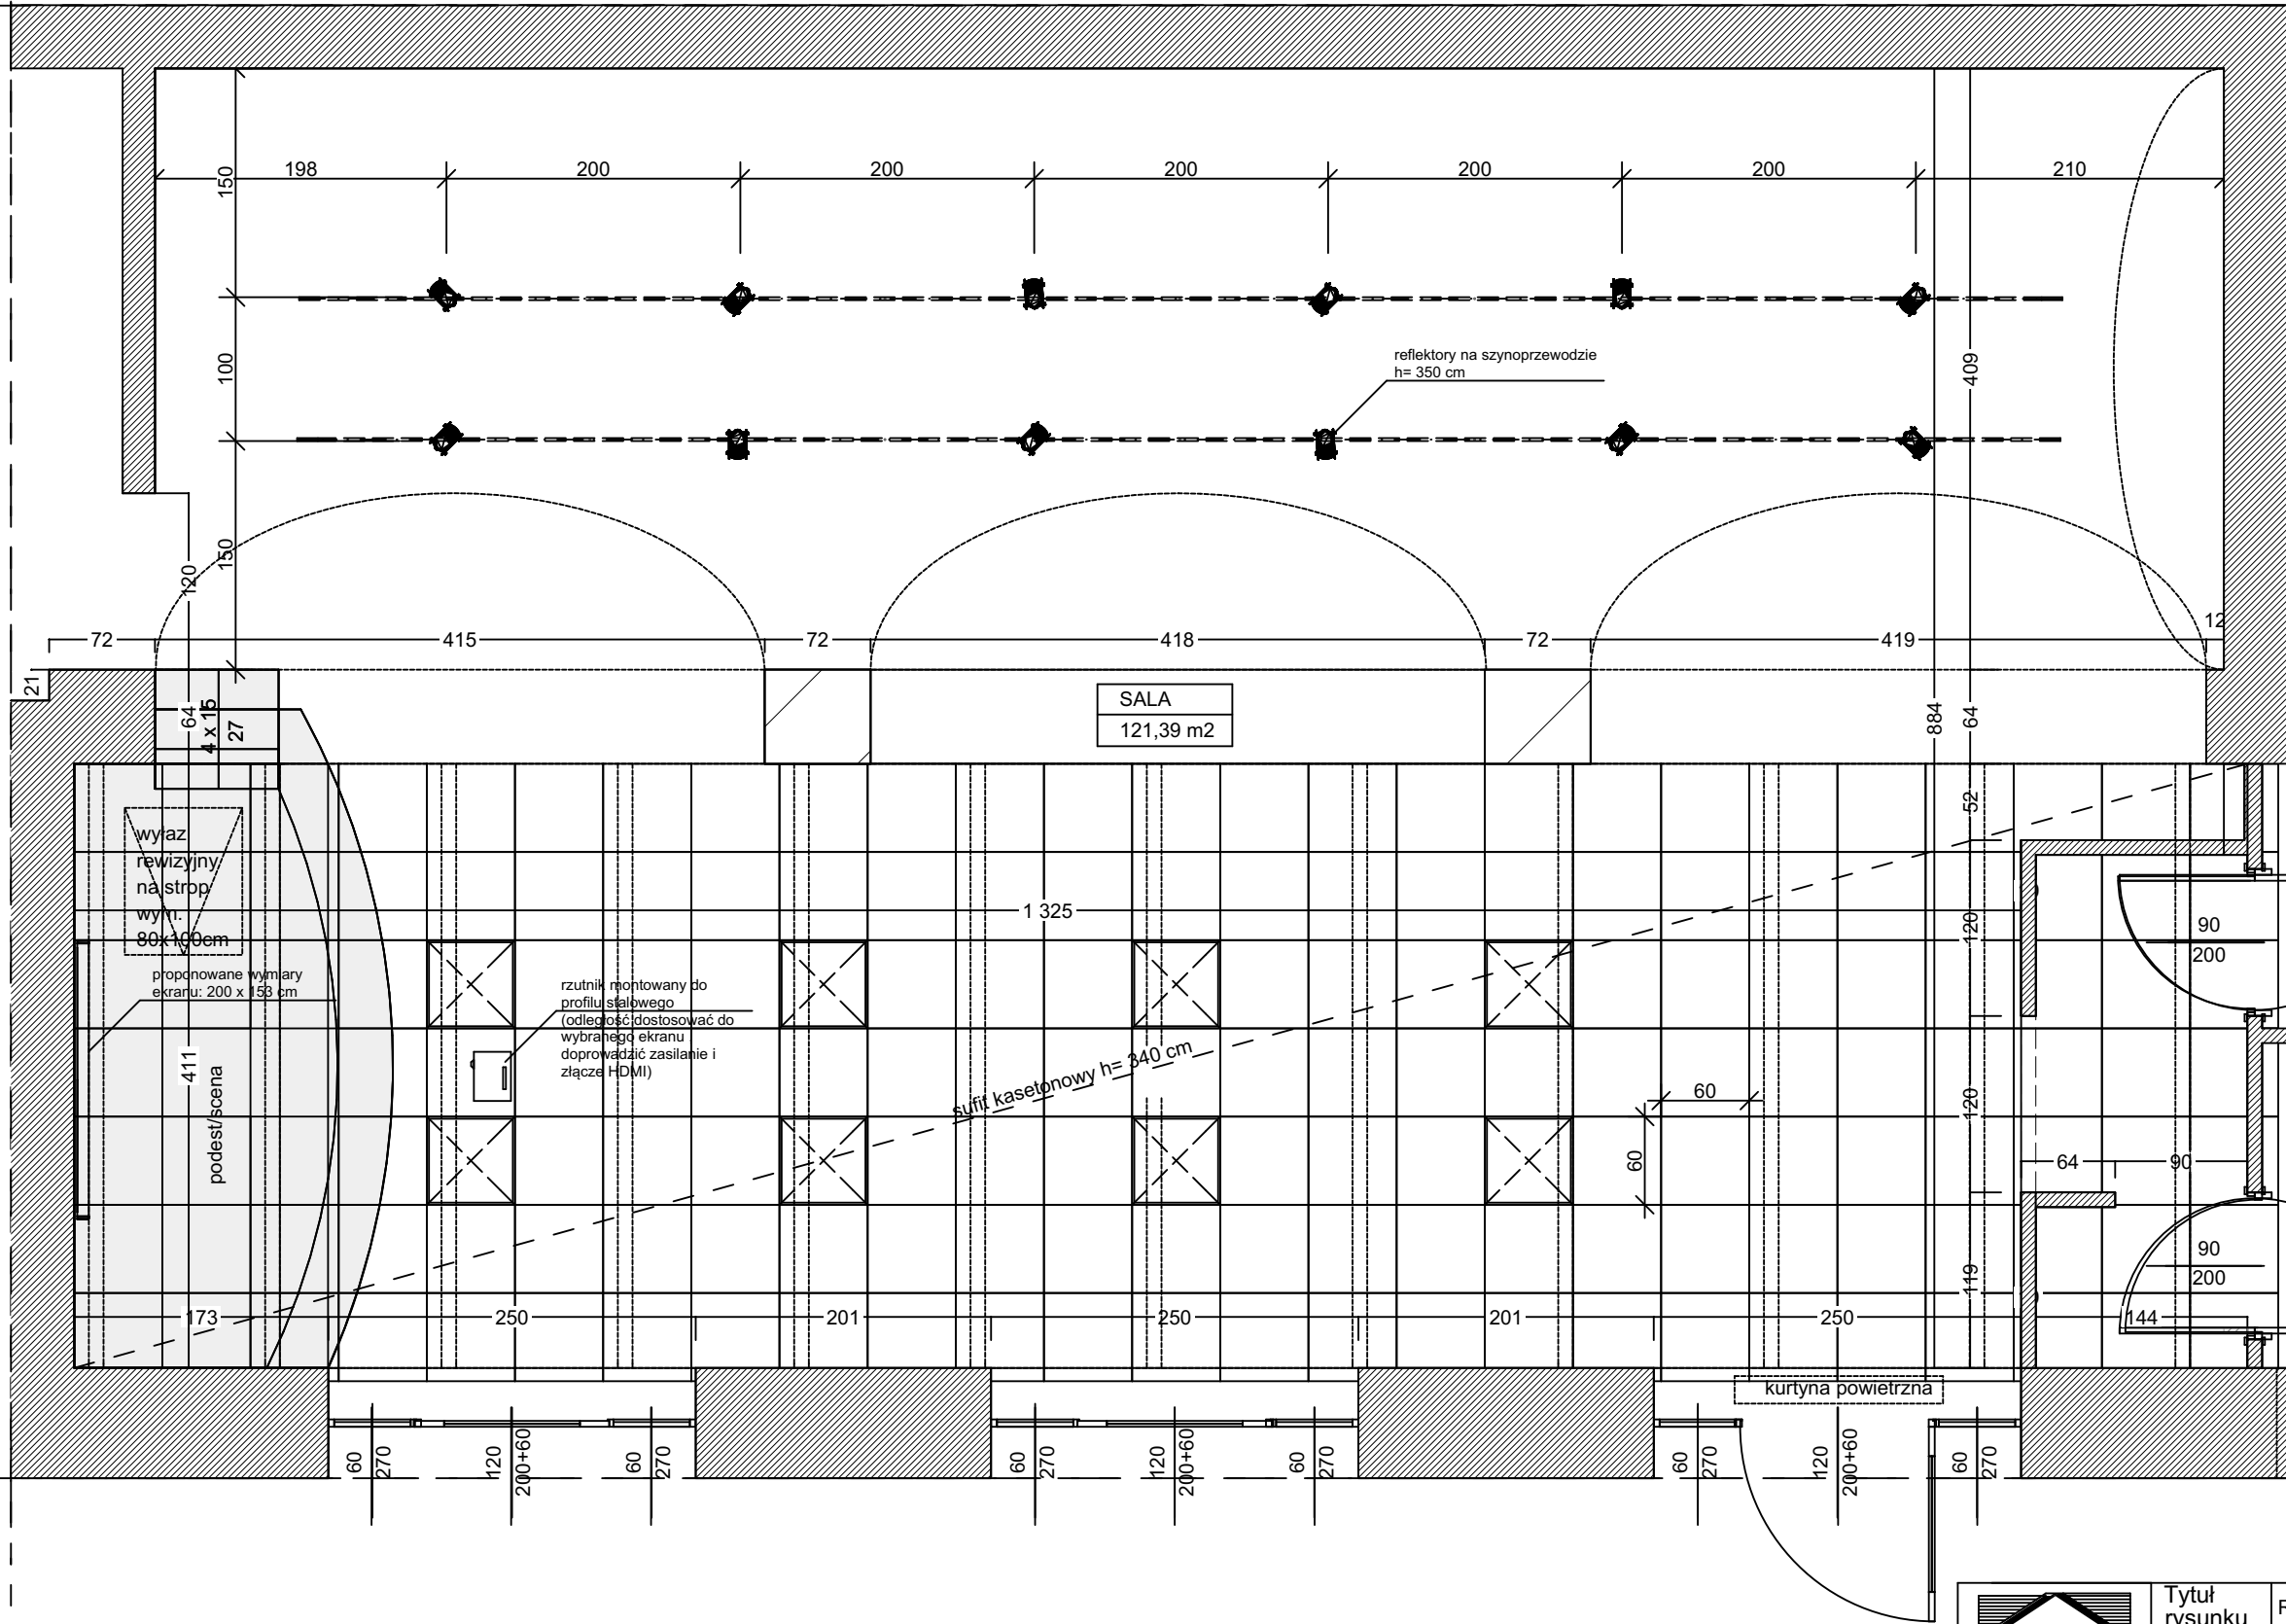 198
200
200
200
200
200
210
150
100
150
120
409
reflektory na szynoprzewodzie
h= 350 cm
72
415
72
418
72
419
12
21
64
4 x 15
27
SALA
121,39 m2
884
64
52
wyłaz
rewizyjny
na strop
wym.
80x100cm
proponowane wymiary
ekranu: 200 x 153 cm
1 325
rzutnik montowany do
profilu stalowego
(odległość dostosować do
wybranego ekranu
doprowadzić zasilanie i
złącze HDMI)
sufit kasetonowy h= 340 cm
411
podest/scena
60
60
120
120
119
90
200
64
90
90
200
173
250
201
250
201
250
144
kurtyna powietrzna
60
270
120
200+60
60
270
60
270
120
200+60
60
270
60
270
120
200+60
60
270
Tytuł
rysunku